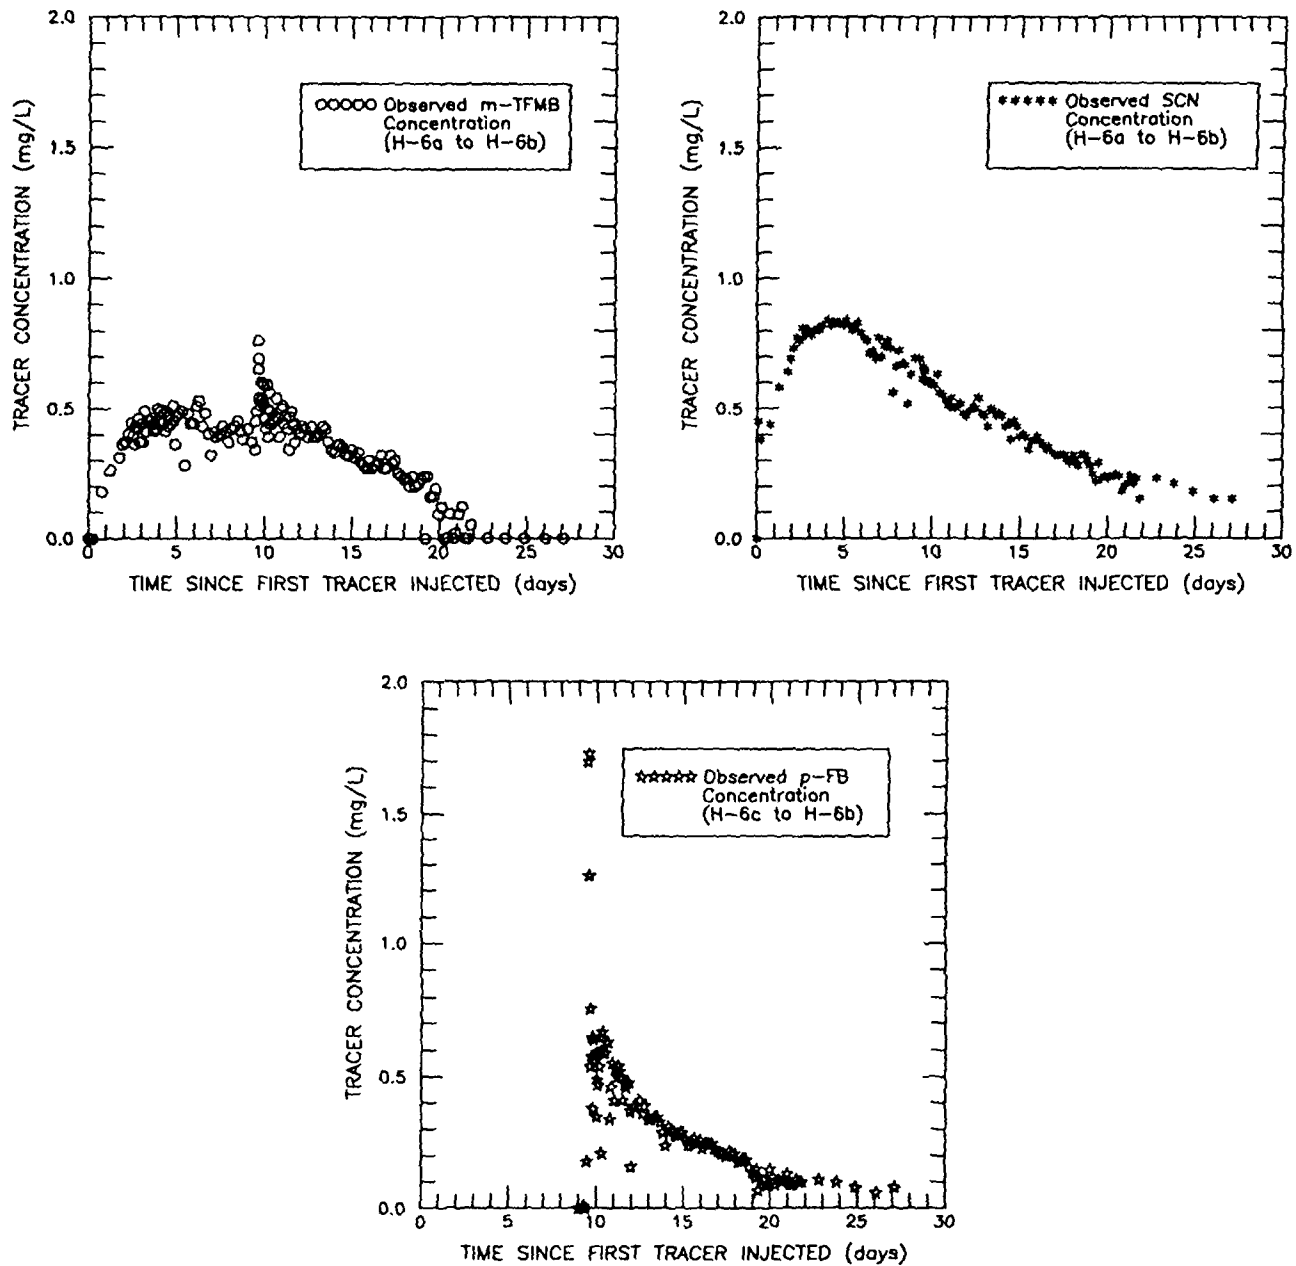 2.0
1.5
1.0
0.5
0.0
TRACER CONCENTRATION (mg/L)
Observed m-TFMB
Concentration
(H-6a to H-6b)
0 5 10 15 20 25 30
TIME SINCE FIRST TRACER INJECTED (days)
2.0
1.5
1.0
0.5
0.0
TRACER CONCENTRATION (mg/L)
Observed SCN
Concentration
(H-6a to H-6b)
0 5 10 15 20 25 30
TIME SINCE FIRST TRACER INJECTED (days)
2.0
1.5
1.0
0.5
0.0
TRACER CONCENTRATION (mg/L)
Observed p-FB
Concentration
(H-6c to H-6b)
0 5 10 15 20 25 30
TIME SINCE FIRST TRACER INJECTED (days)